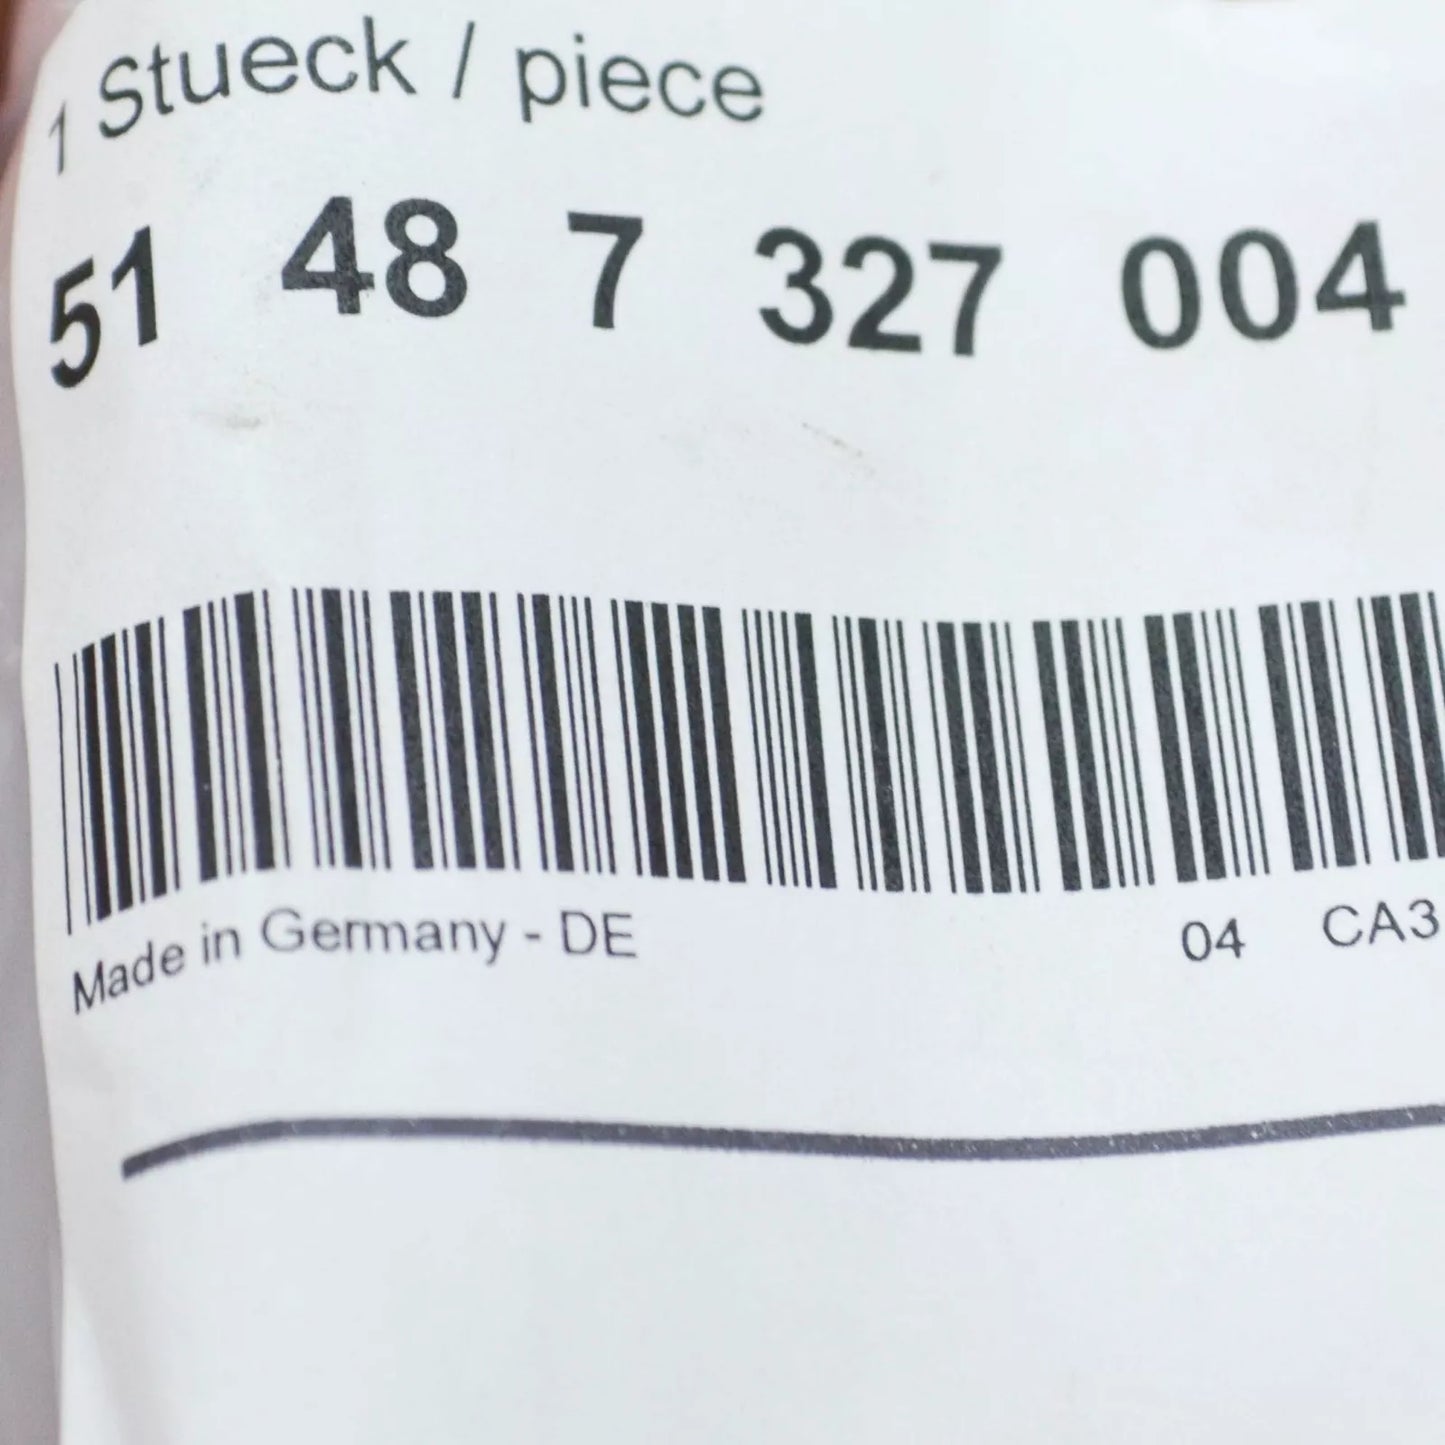 1 Stueck / piece
51 48 7 327 004
Made in Germany - DE 04 CA3